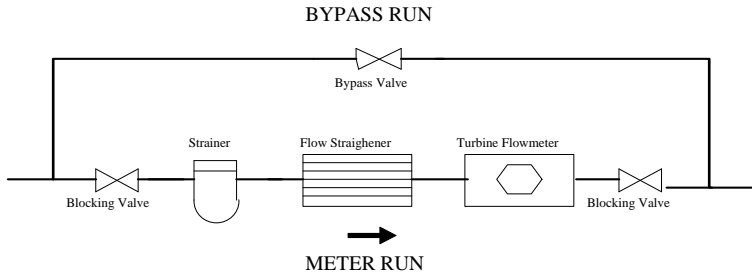 BYPASS RUN
Bypass Valve
Strainer
Flow Straighener
Turbine Flowmeter
Blocking Valve
Blocking Valve
METER RUN